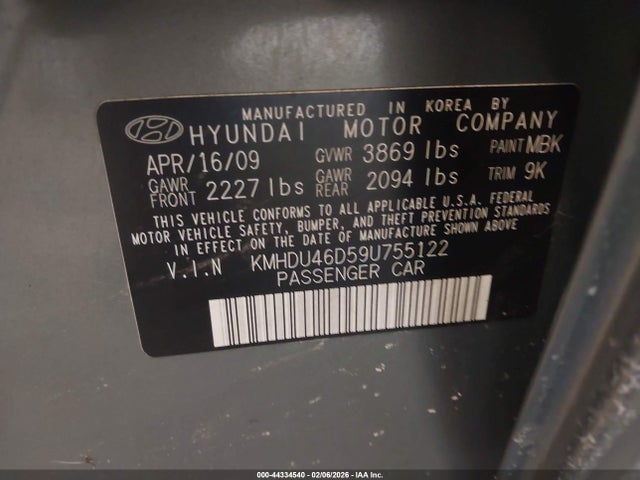 MANUFACTURED IN KOREA BY
HYUNDAI MOTOR COMPANY
APR/16/09 GVWR 3869 lbs PAINT MBK
GAWR FRONT 2227 lbs GAWR REAR 2094 lbs TRIM 9K
THIS VEHICLE CONFORMS TO ALL APPLICABLE U.S.A. FEDERAL
MOTOR VEHICLE SAFETY, BUMPER, AND THEFT PREVENTION STANDARDS
IN EFFECT ON THE DATE OF MANUFACTURE SHOWN ABOVE
V.I.N KMHDU46D59U755122
PASSENGER CAR
000-44334540 - 02/06/2026 - IAA Inc.